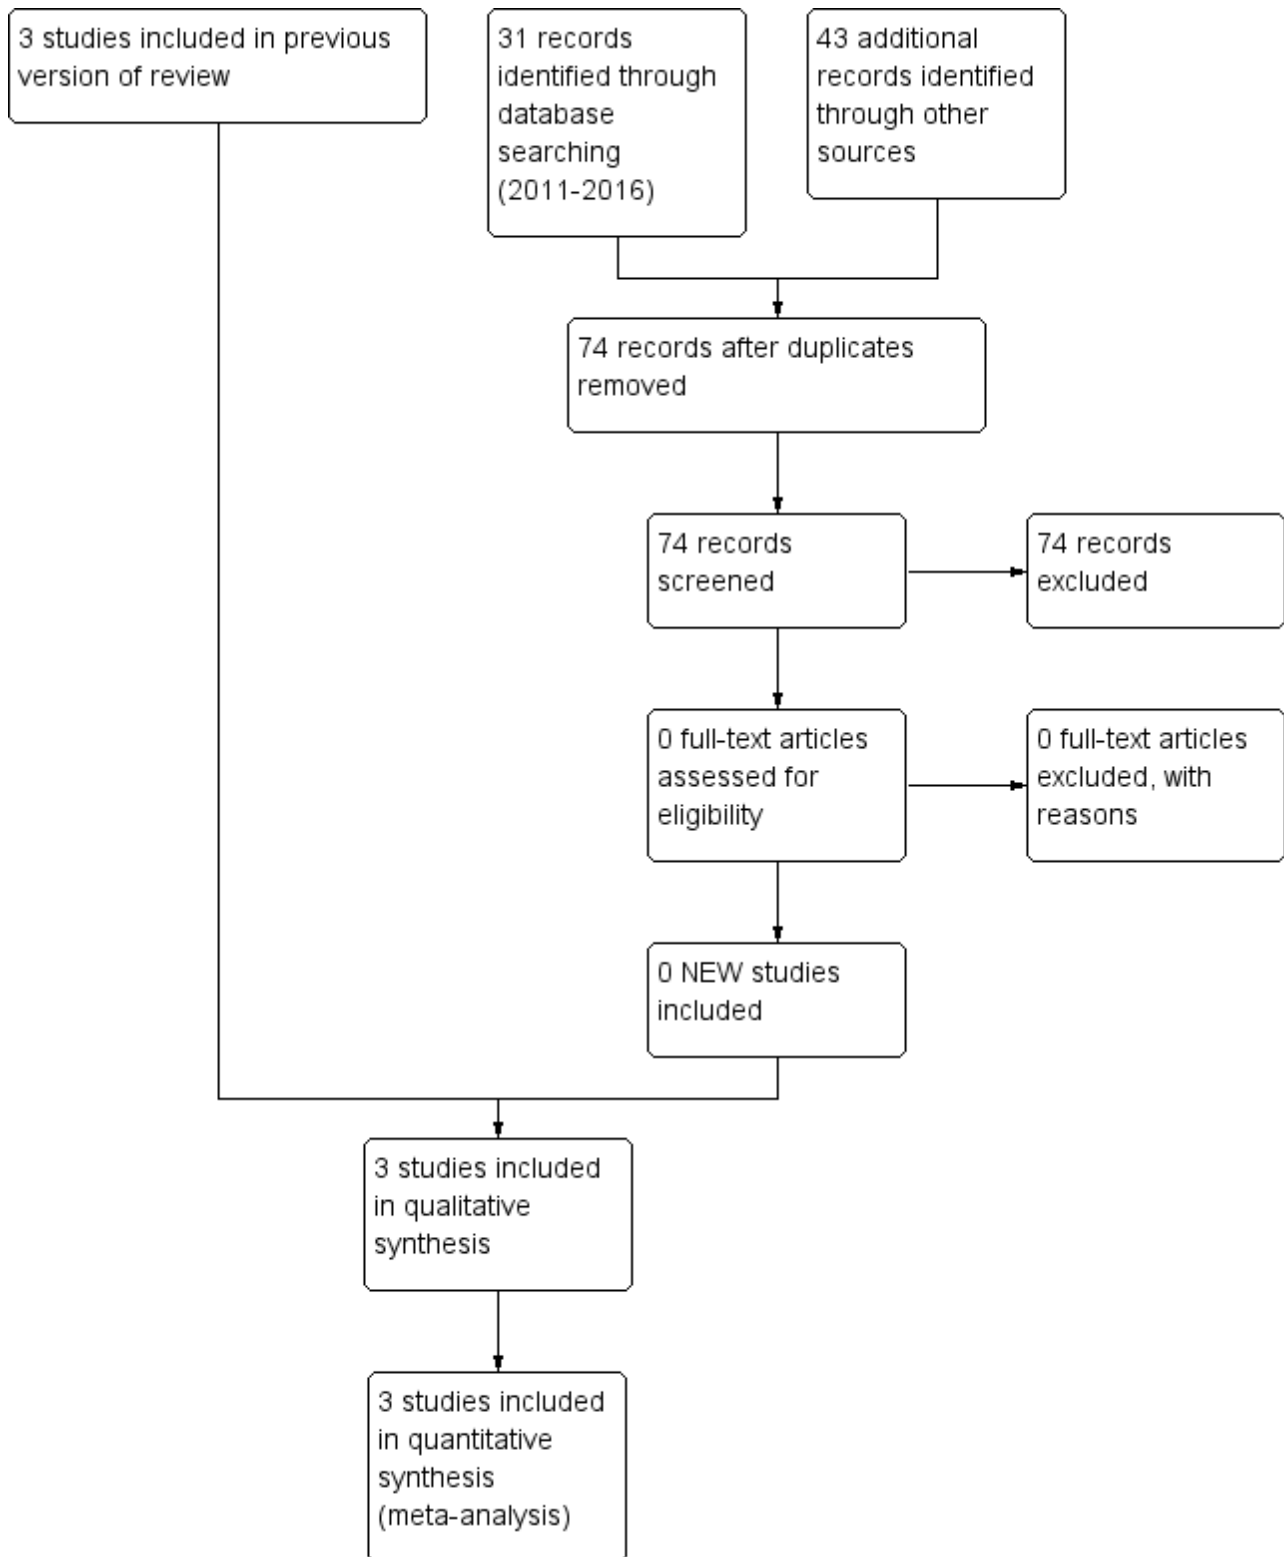 3 studies included in previous
version of review
31 records
identified through
database
searching
(2011-2016)
43 additional
records identified
through other
sources
74 records after duplicates
removed
74 records
screened
74 records
excluded
0 full-text articles
assessed for
eligibility
0 full-text articles
excluded, with
reasons
0 NEW studies
included
3 studies included
in qualitative
synthesis
3 studies included
in quantitative
synthesis
(meta-analysis)